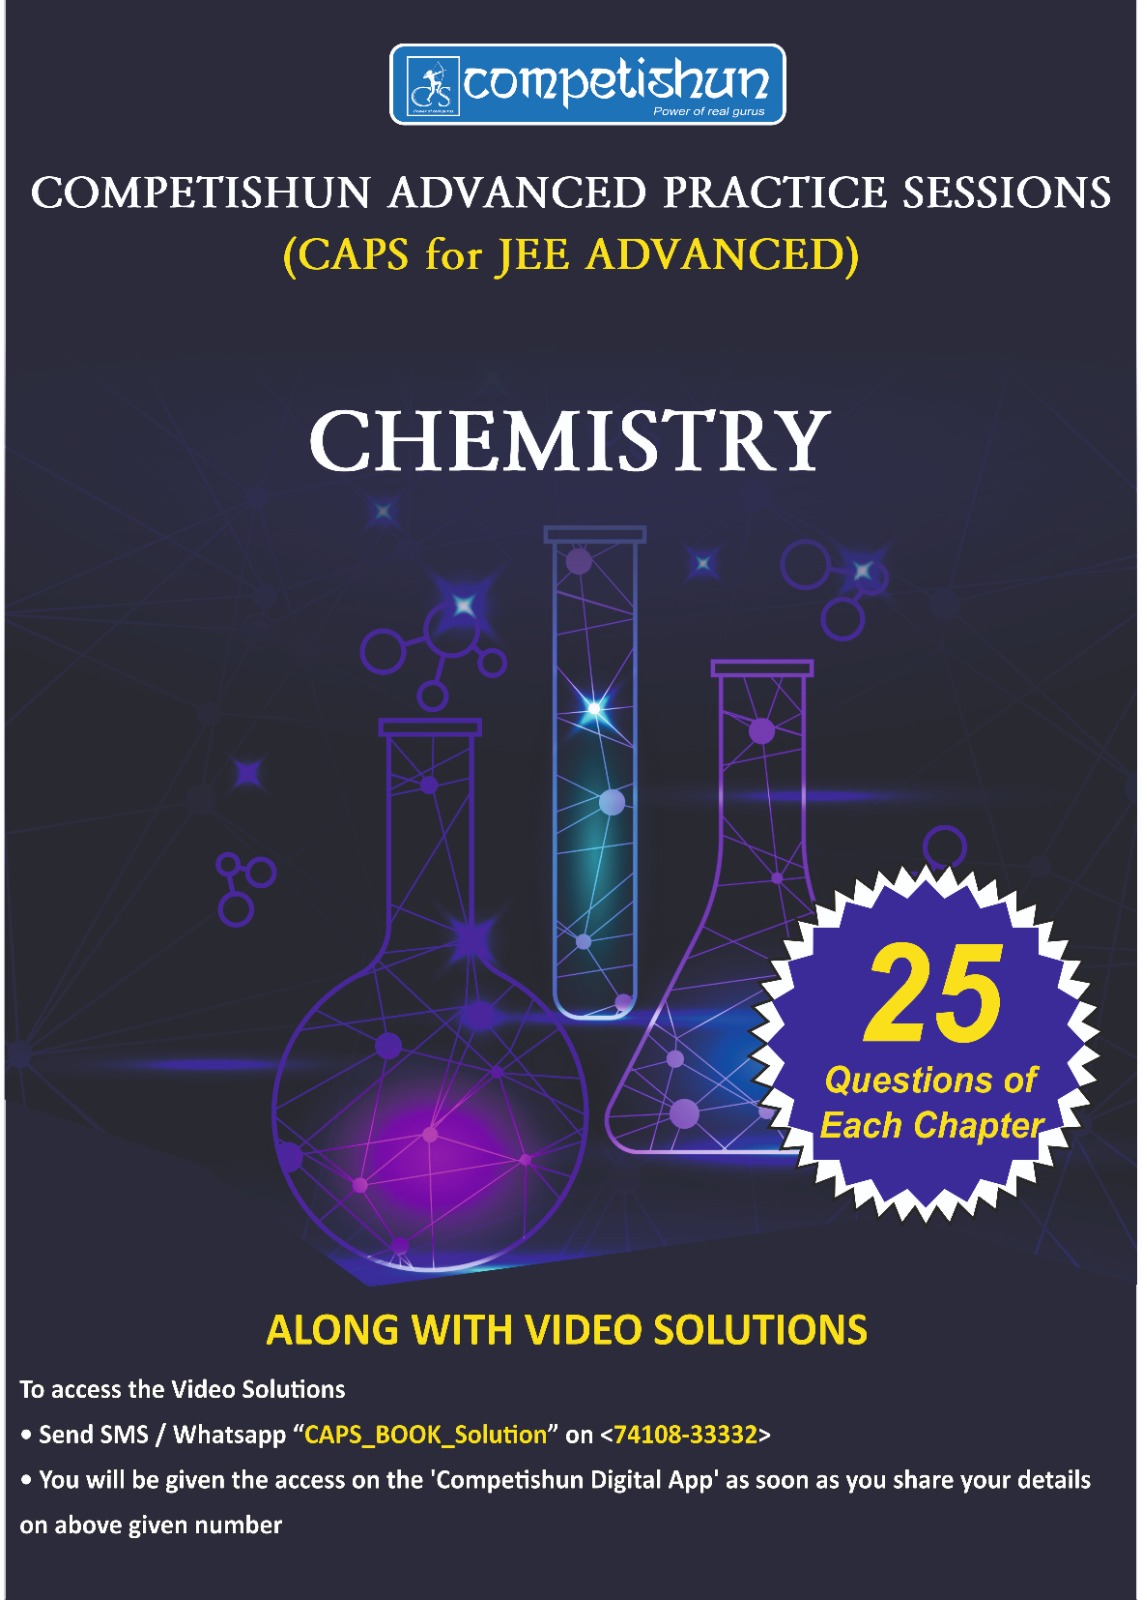 competishun
Power of real gurus
COMPETISHUN ADVANCED PRACTICE SESSIONS
(CAPS for JEE ADVANCED)
CHEMISTRY
25
Questions of
Each Chapter
ALONG WITH VIDEO SOLUTIONS
To access the Video Solutions
• Send SMS / Whatsapp “CAPS_BOOK_Solution” on <74108-33332>
• You will be given the access on the 'Competishun Digital App' as soon as you share your details
on above given number